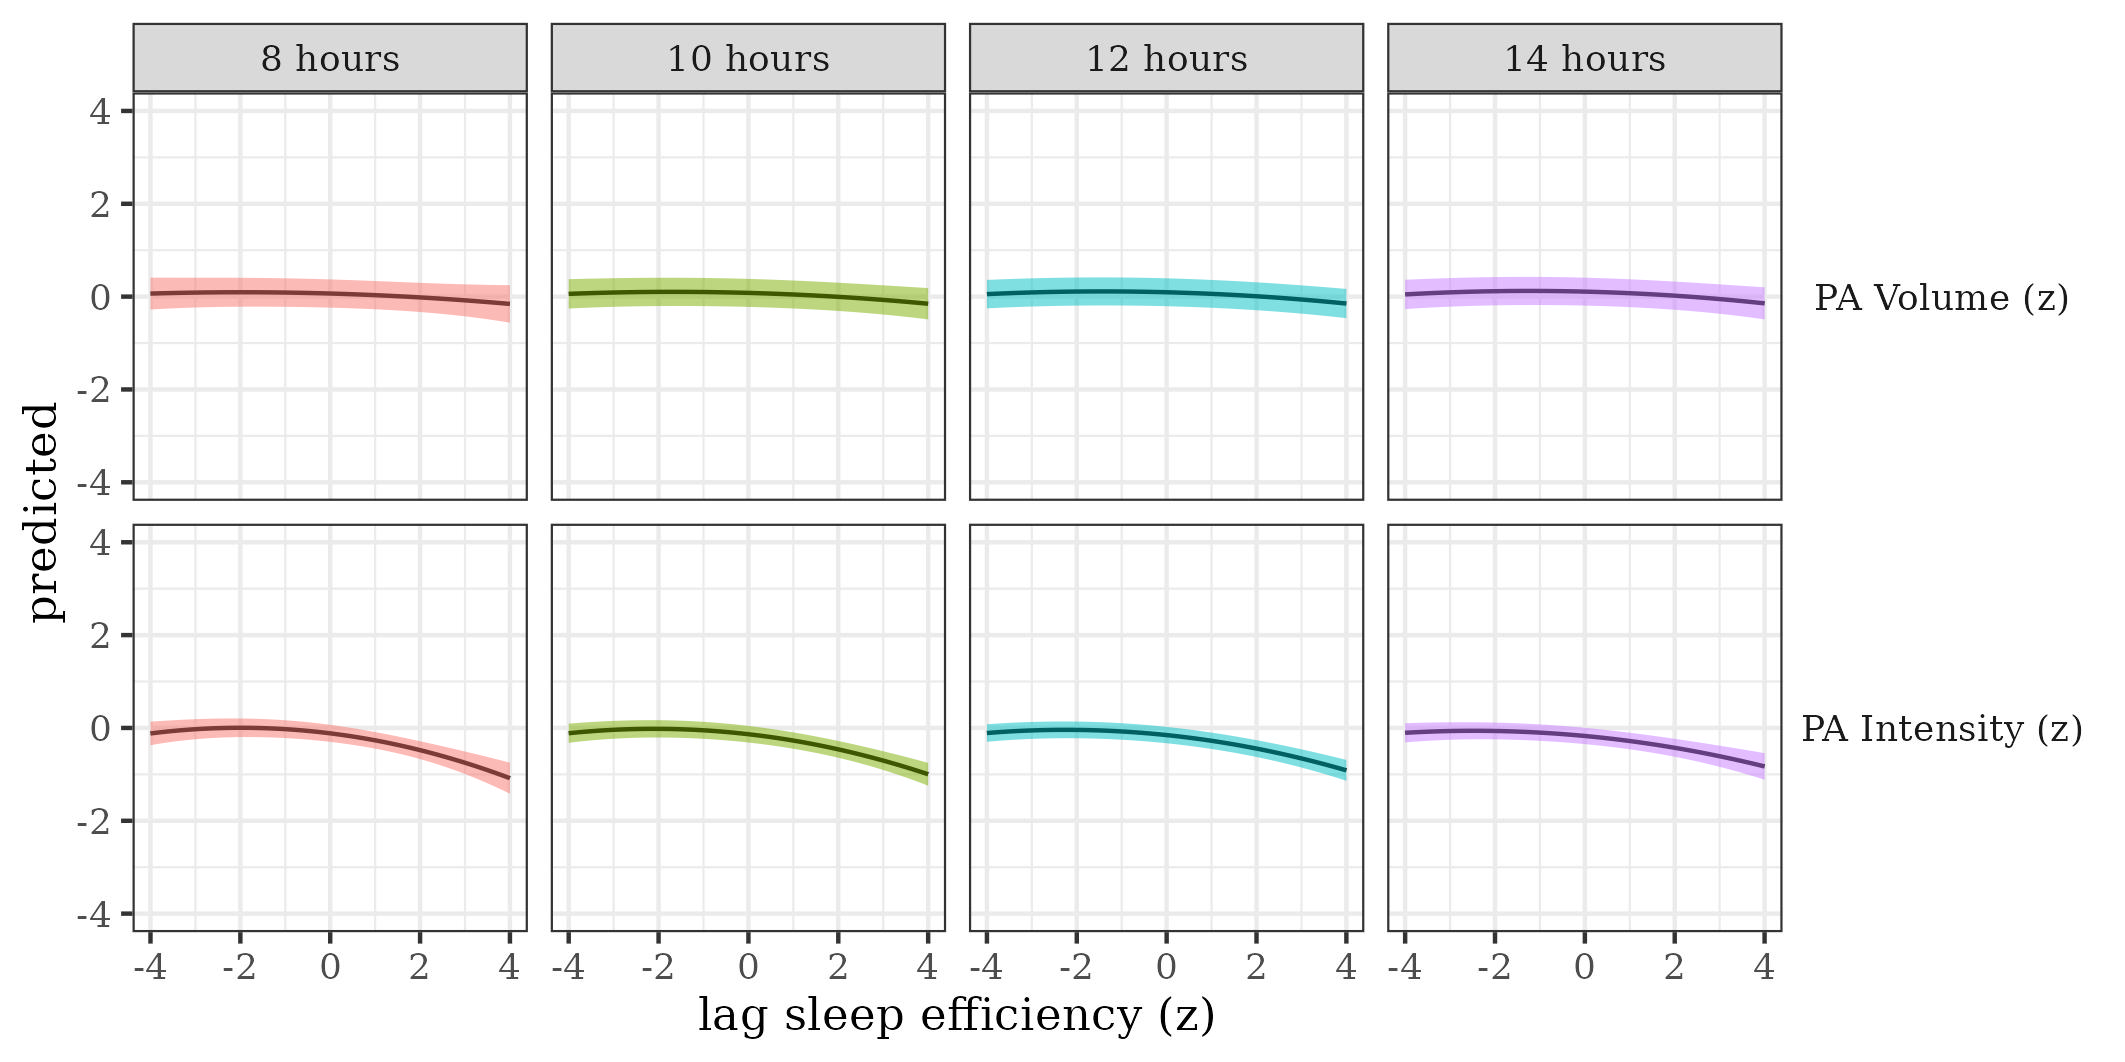 8 hours 10 hours 12 hours 14 hours
4
2
0
-2
-4
PA Volume (z)
predicted
4
2
0
-2
-4
PA Intensity (z)
-4 -2 0 2 4 -4 -2 0 2 4 -4 -2 0 2 4 -4 -2 0 2 4
lag sleep efficiency (z)